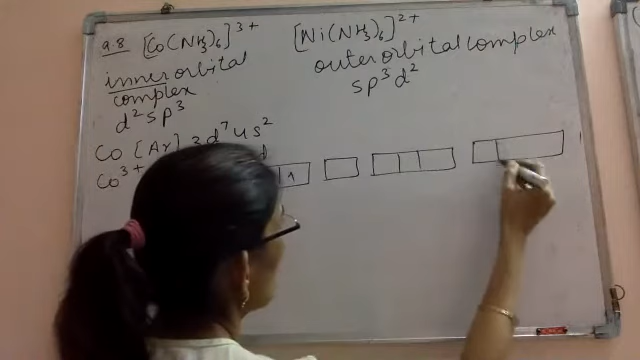 Q.8 [Co(NH3)6]3+
inner orbital
complex
d2sp3
[Ni(NH3)6]2+
outer orbital complex
sp3d2
Co [Ar] 3d7 4s2
Co3+